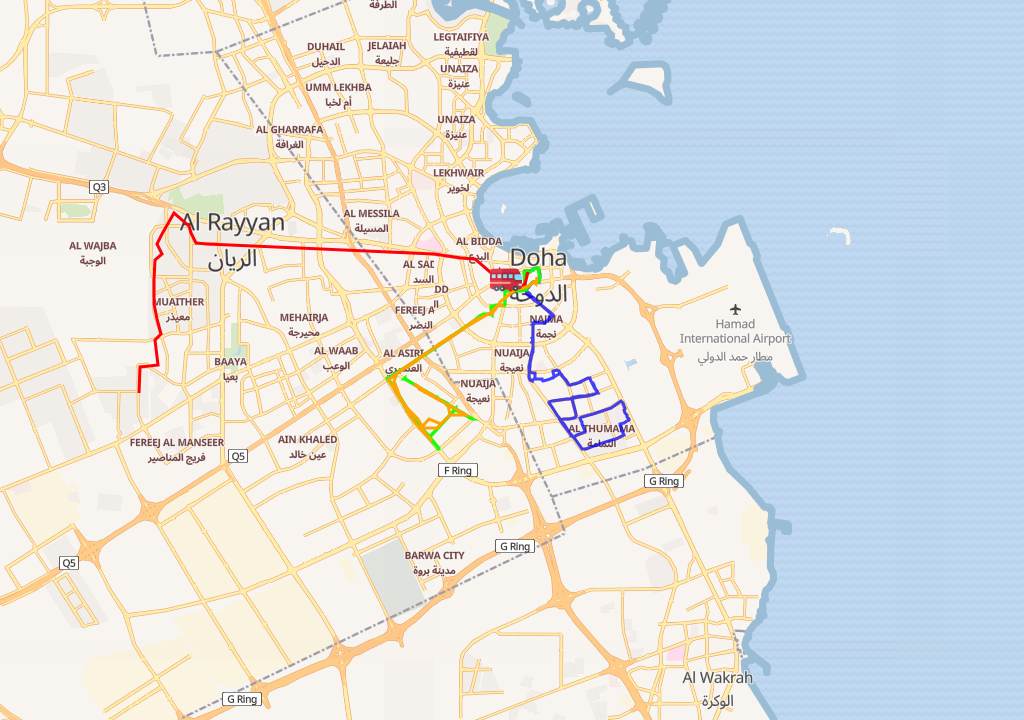 الطرفة
LEGTAIFIYA
لقطيفية
DUHAIL
الدحيل
JELAIAH
جليعة
UNAIZA
عنيزة
UMM LEKHBA
أم لخبا
UNAIZA
عنيزة
AL GHARRAFA
الغرافة
LEKHWAIR
لخوير
Q3
AL MESSILA
المسيلة
Al Rayyan
الريان
AL WAJBA
الوجبة
AL BIDDA
البدع
Doha
الدوحة
AL SAI
السد
DD
ال
MUAITHER
معيذر
MEHAIRJA
محيرجة
FEREEJ A
النصر
NAJMA
نجمة
Hamad
International Airport
مطار حمد الدولي
AL WAAB
الوعب
AL ASIRI
العسيري
NUAIJA
نعيجة
BAAYA
بعيا
NUAIJA
نعيجة
AL THUMAMA
الثمامة
FEREEJ AL MANSEER
فريج المناصير
AIN KHALED
عين خالد
Q5
F Ring
G Ring
G Ring
BARWA CITY
مدينة بروة
Q5
Al Wakrah
الوكرة
G Ring